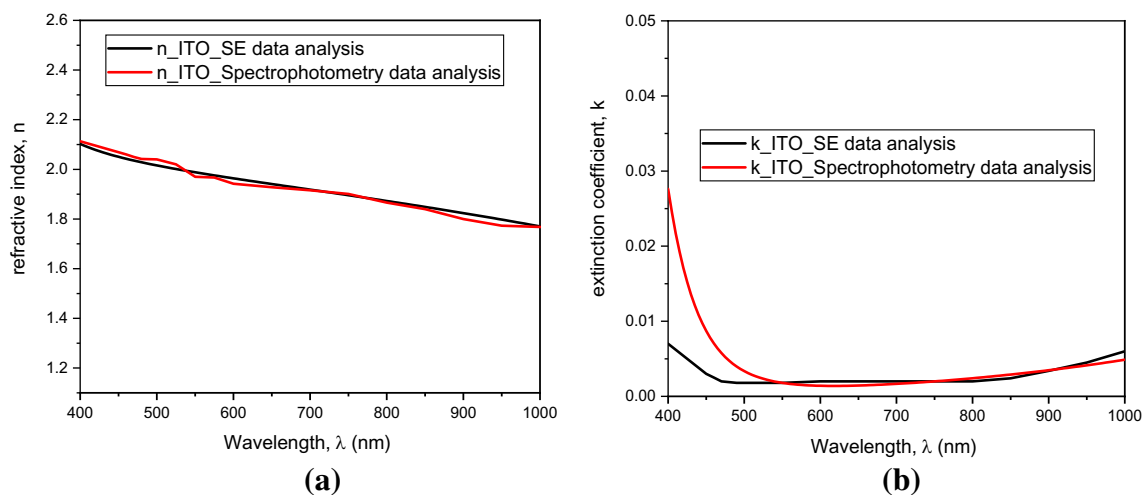 2.6
2.4
2.2
2.0
1.8
1.6
1.4
1.2
refractive index, n
n_ITO_SE data analysis
n_ITO_Spectrophotometry data analysis
400 500 600 700 800 900 1000
Wavelength, λ (nm)
(a)
0.05
0.04
0.03
0.02
0.01
0.00
extinction coefficient, k
k_ITO_SE data analysis
k_ITO_Spectrophotometry data analysis
400 500 600 700 800 900 1000
Wavelength, λ (nm)
(b)